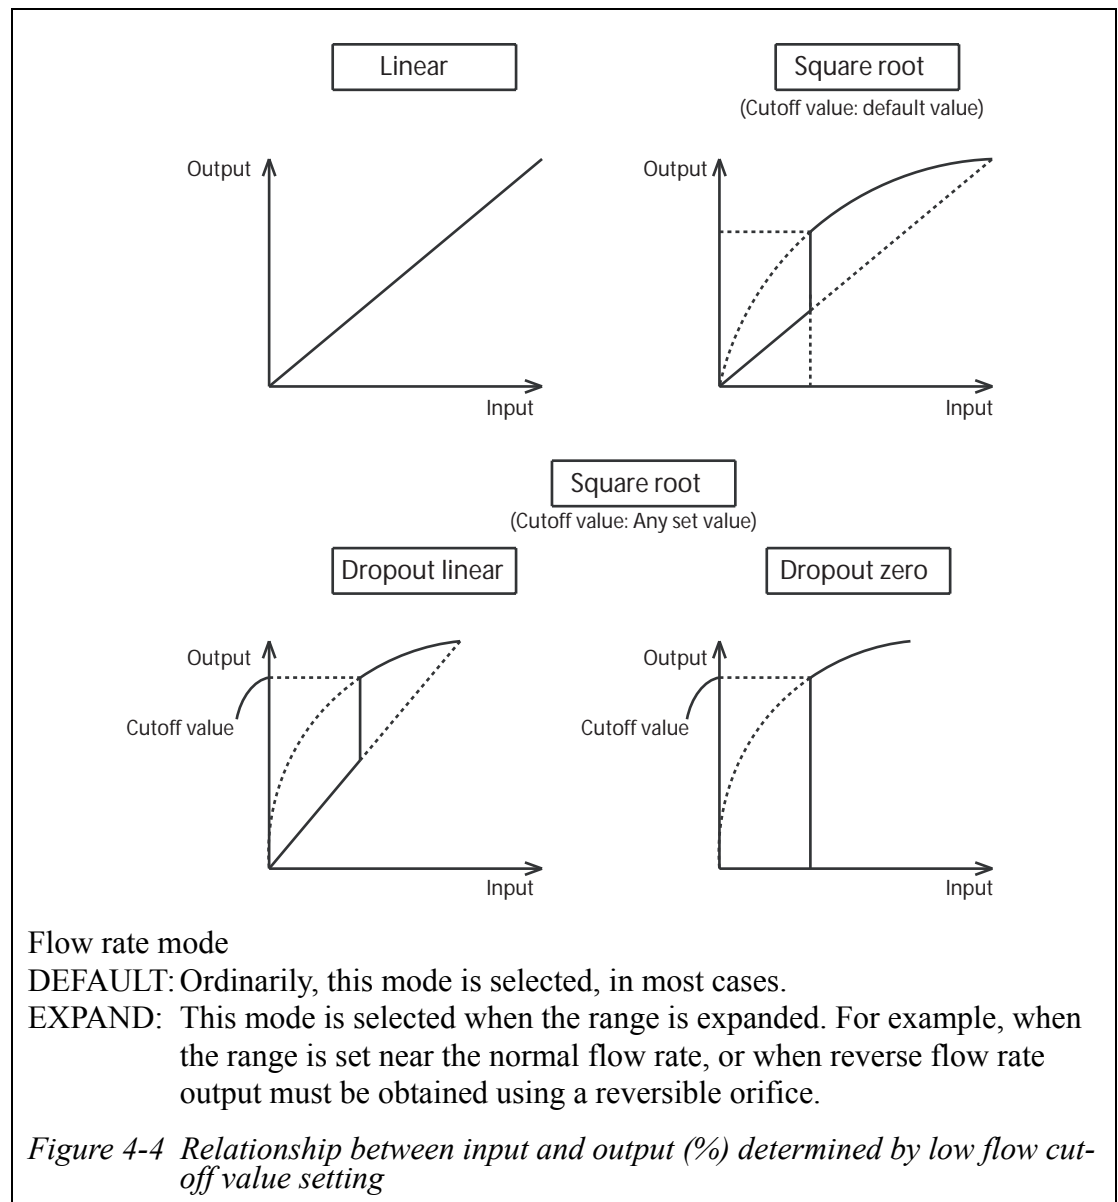 Linear
Square root
(Cutoff value: default value)
Output
Input
Output
Input
Square root
(Cutoff value: Any set value)
Dropout linear
Dropout zero
Output
Cutoff value
Input
Output
Cutoff value
Input
Flow rate mode
DEFAULT: Ordinarily, this mode is selected, in most cases.
EXPAND: This mode is selected when the range is expanded. For example, when
the range is set near the normal flow rate, or when reverse flow rate
output must be obtained using a reversible orifice.
Figure 4-4 Relationship between input and output (%) determined by low flow cut-
off value setting